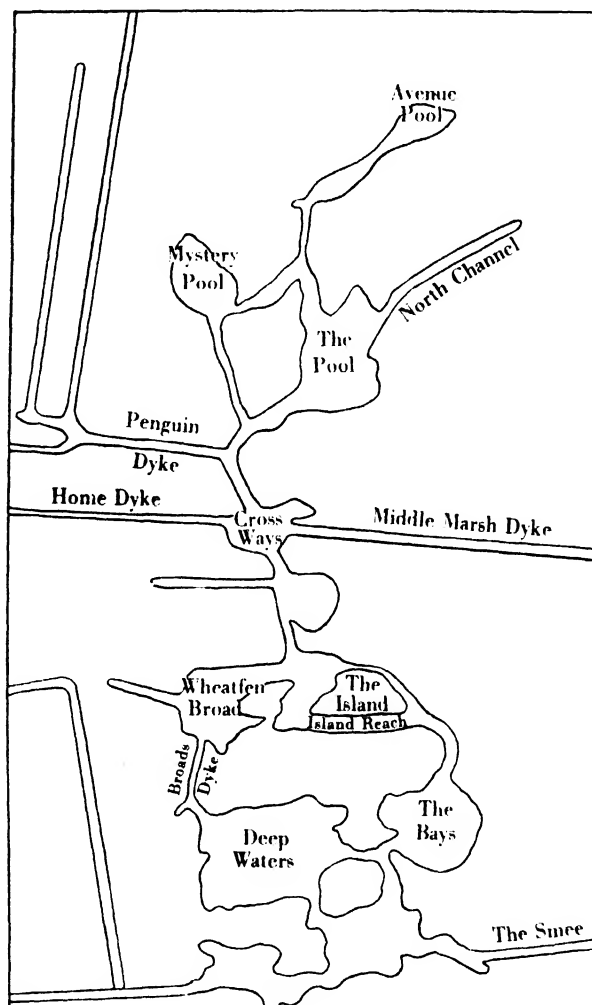 Avenue
Pool
Mystery
Pool
North Channel
The
Pool
Penguin
Dyke
Home Dyke
Cross
Ways
Middle Marsh Dyke
Wheatfen
Broad
The
Island
Island Reach
Broads
Dyke
The
Bays
Deep
Waters
The Smee